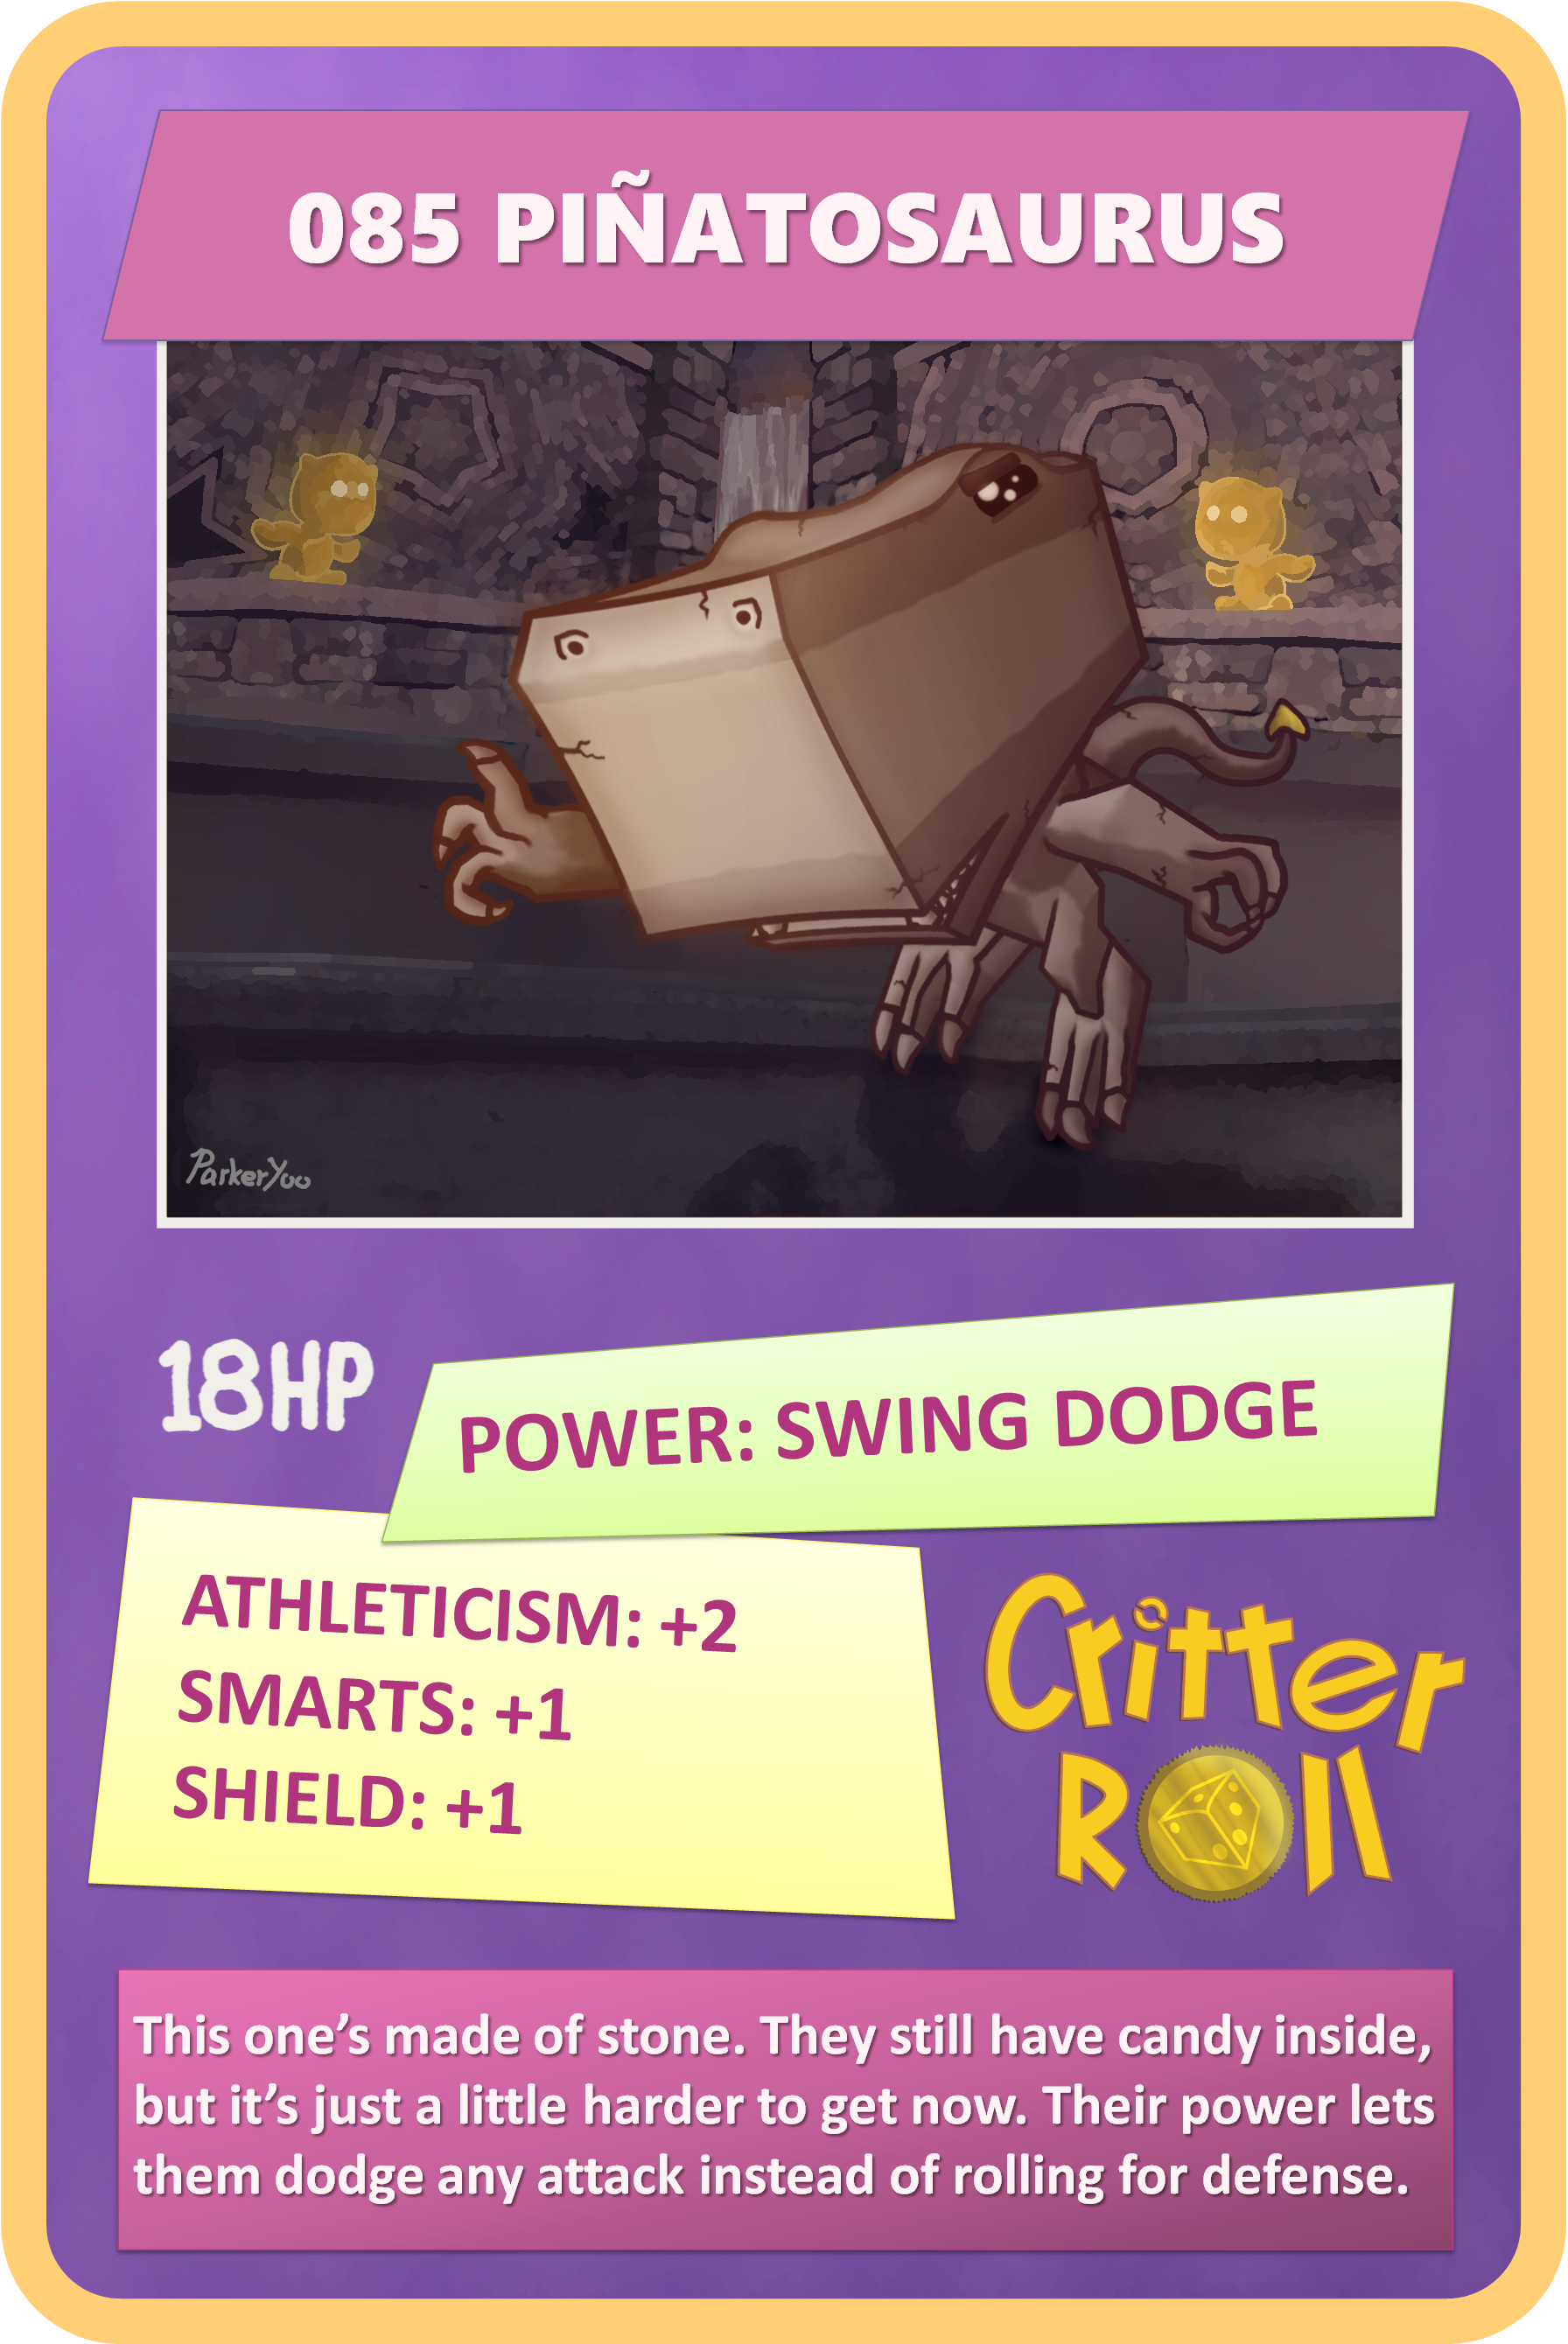 085 PIÑATOSAURUS
ParkerYoo
18HP
POWER: SWING DODGE
ATHLETICISM: +2
SMARTS: +1
SHIELD: +1
Critter
Roll
This one’s made of stone. They still have candy inside,
but it’s just a little harder to get now. Their power lets
them dodge any attack instead of rolling for defense.